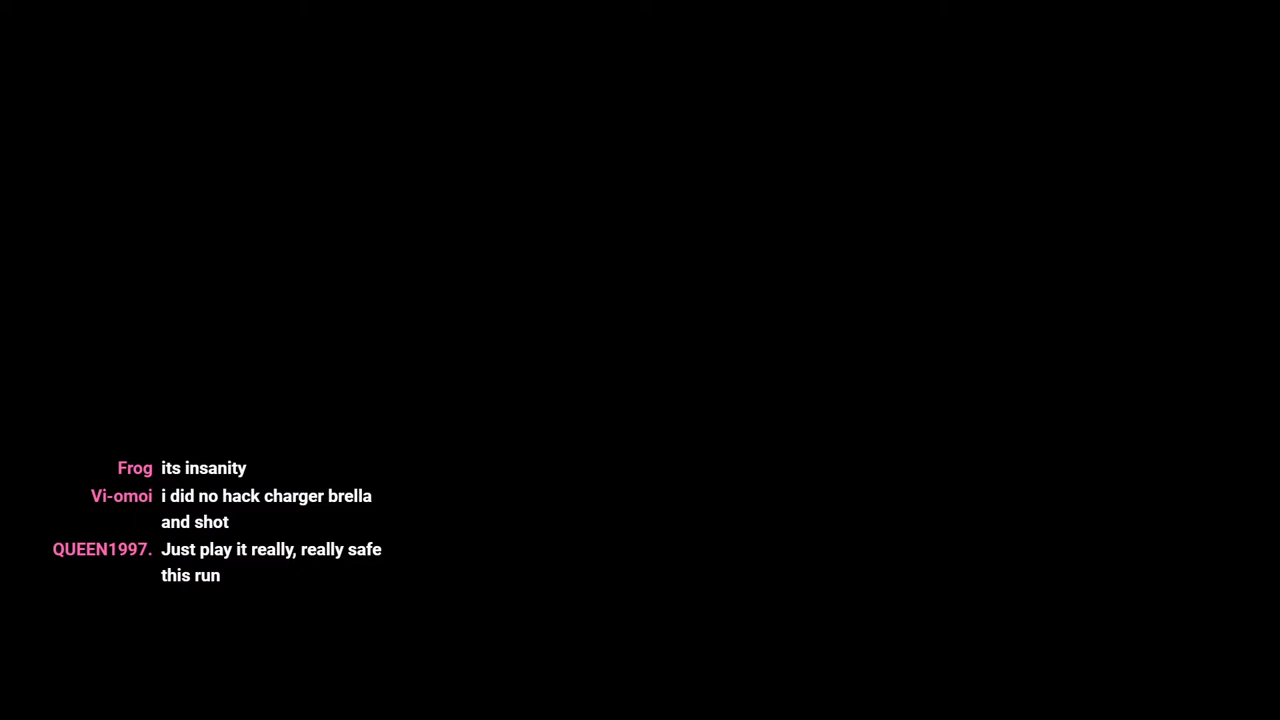 Frog its insanity
Vi-omoi i did no hack charger brella
and shot
QUEEN1997. Just play it really, really safe
this run